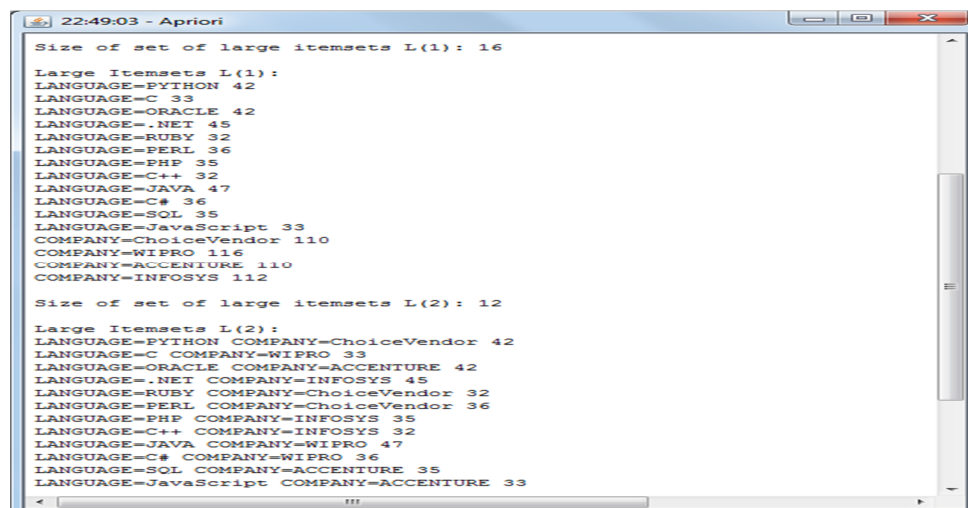 22:49:03 - Apriori
Size of set of large itemsets L(1): 16
Large Itemsets L(1):
LANGUAGE=PYTHON 42
LANGUAGE=C 33
LANGUAGE=ORACLE 42
LANGUAGE=.NET 45
LANGUAGE=RUBY 32
LANGUAGE=PERL 36
LANGUAGE=PHP 35
LANGUAGE=C++ 32
LANGUAGE=JAVA 47
LANGUAGE=C# 36
LANGUAGE=SQL 35
LANGUAGE=JavaScript 33
COMPANY=ChoiceVendor 110
COMPANY=WIPRO 116
COMPANY=ACCENTURE 110
COMPANY=INFOSYS 112
Size of set of large itemsets L(2): 12
Large Itemsets L(2):
LANGUAGE=PYTHON COMPANY=ChoiceVendor 42
LANGUAGE=C COMPANY=WIPRO 33
LANGUAGE=ORACLE COMPANY=ACCENTURE 42
LANGUAGE=.NET COMPANY=INFOSYS 45
LANGUAGE=RUBY COMPANY=ChoiceVendor 32
LANGUAGE=PERL COMPANY=ChoiceVendor 36
LANGUAGE=PHP COMPANY=INFOSYS 35
LANGUAGE=C++ COMPANY=INFOSYS 32
LANGUAGE=JAVA COMPANY=WIPRO 47
LANGUAGE=C# COMPANY=WIPRO 36
LANGUAGE=SQL COMPANY=ACCENTURE 35
LANGUAGE=JavaScript COMPANY=ACCENTURE 33